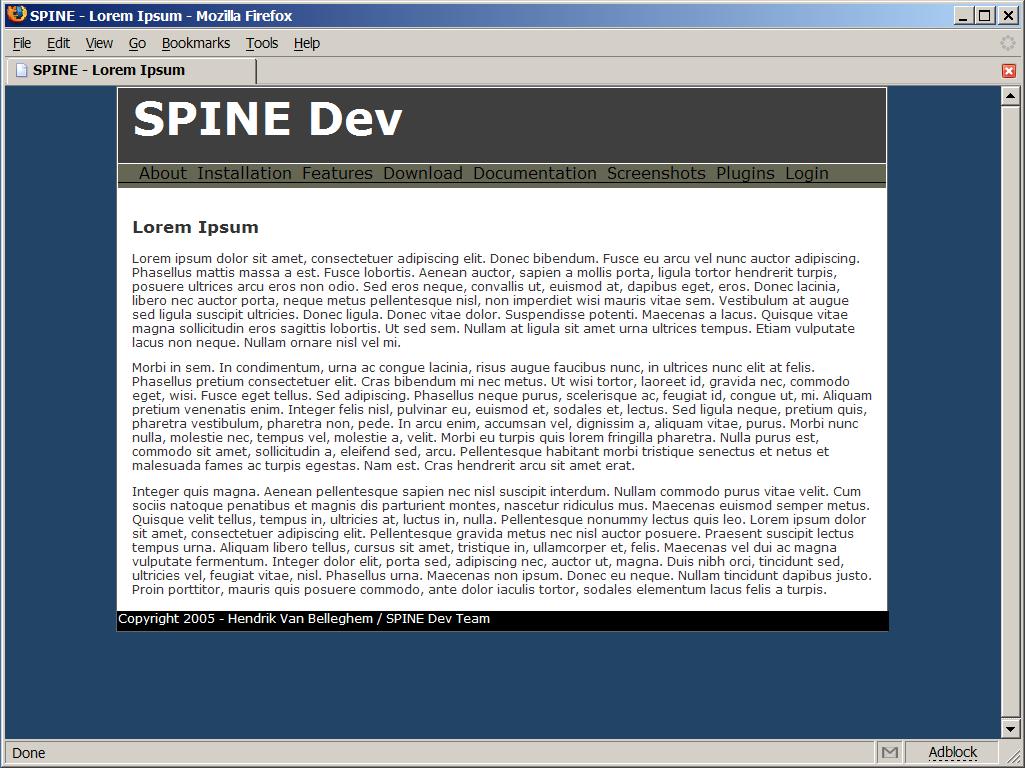 SPINE - Lorem Ipsum - Mozilla Firefox
File Edit View Go Bookmarks Tools Help
SPINE - Lorem Ipsum
SPINE Dev
About Installation Features Download Documentation Screenshots Plugins Login
Lorem Ipsum
Lorem ipsum dolor sit amet, consectetuer adipiscing elit. Donec bibendum. Fusce eu arcu vel nunc auctor adipiscing.
Phasellus mattis massa a est. Fusce lobortis. Aenean auctor, sapien a mollis porta, ligula tortor hendrerit turpis,
posuere ultrices arcu eros non odio. Sed eros neque, convallis ut, euismod at, dapibus eget, eros. Donec lacinia,
libero nec auctor porta, neque metus pellentesque nisl, non imperdiet wisi mauris vitae sem. Vestibulum at augue
sed ligula suscipit ultricies. Donec ligula. Donec vitae dolor. Suspendisse potenti. Maecenas a lacus. Quisque vitae
magna sollicitudin eros sagittis lobortis. Ut sed sem. Nullam at ligula sit amet urna ultrices tempus. Etiam vulputate
lacus non neque. Nullam ornare nisl vel mi.
Morbi in sem. In condimentum, urna ac congue lacinia, risus augue faucibus nunc, in ultrices nunc elit at felis.
Phasellus pretium consectetuer elit. Cras bibendum mi nec metus. Ut wisi tortor, laoreet id, gravida nec, commodo
eget, wisi. Fusce eget tellus. Sed adipiscing. Phasellus neque purus, scelerisque ac, feugiat id, congue ut, mi. Aliquam
pretium venenatis enim. Integer felis nisl, pulvinar eu, euismod et, sodales et, lectus. Sed ligula neque, pretium quis,
pharetra vestibulum, pharetra non, pede. In arcu enim, accumsan vel, dignissim a, aliquam vitae, purus. Morbi nunc
nulla, molestie nec, tempus vel, molestie a, velit. Morbi eu turpis quis lorem fringilla pharetra. Nulla purus est,
commodo sit amet, sollicitudin a, eleifend sed, arcu. Pellentesque habitant morbi tristique senectus et netus et
malesuada fames ac turpis egestas. Nam est. Cras hendrerit arcu sit amet erat.
Integer quis magna. Aenean pellentesque sapien nec nisl suscipit interdum. Nullam commodo purus vitae velit. Cum
sociis natoque penatibus et magnis dis parturient montes, nascetur ridiculus mus. Maecenas euismod semper metus.
Quisque velit tellus, tempus in, ultricies at, luctus in, nulla. Pellentesque nonummy lectus quis leo. Lorem ipsum dolor
sit amet, consectetuer adipiscing elit. Pellentesque gravida metus nec nisl auctor posuere. Praesent suscipit lectus
tempus urna. Aliquam libero tellus, cursus sit amet, tristique in, ullamcorper et, felis. Maecenas vel dui ac magna
vulputate fermentum. Integer dolor elit, porta sed, adipiscing nec, auctor ut, magna. Duis nibh orci, tincidunt sed,
ultricies vel, feugiat vitae, nisl. Phasellus urna. Maecenas non ipsum. Donec eu neque. Nullam tincidunt dapibus justo.
Proin porttitor, mauris quis posuere commodo, ante dolor iaculis tortor, sodales elementum lacus felis a turpis.
Copyright 2005 - Hendrik Van Belleghem / SPINE Dev Team
Done Adblock